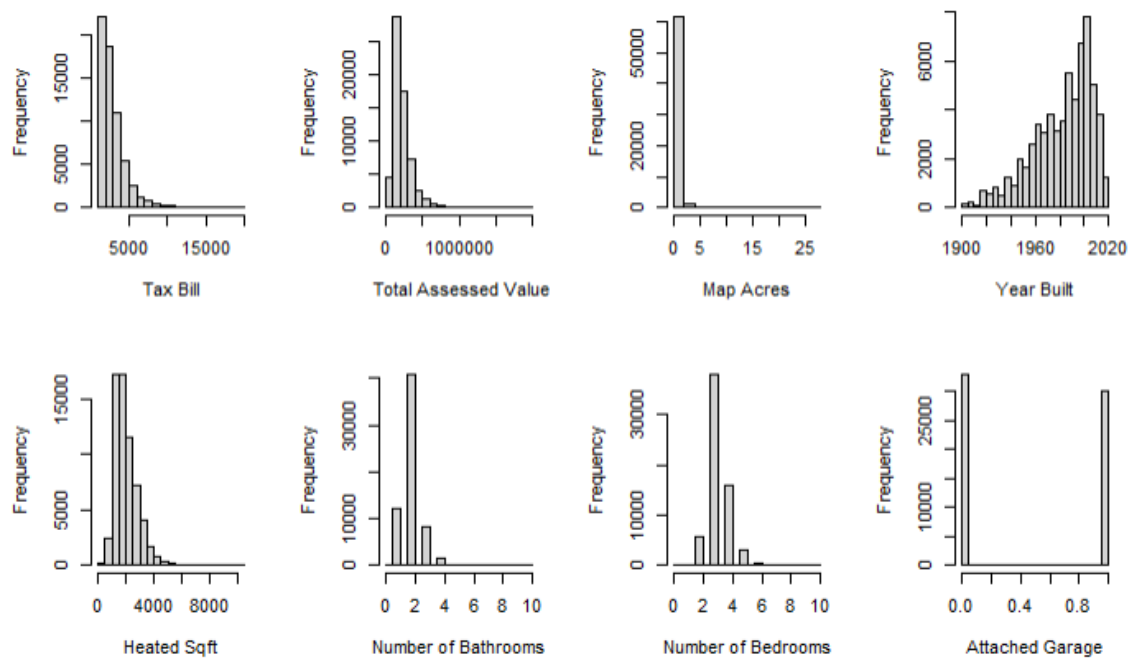 Frequency
0 5000 15000
5000 15000
Tax Bill
Frequency
0 10000 20000
0 1000000
Total Assessed Value
Frequency
0 20000 50000
0 5 15 25
Map Acres
Frequency
0 2000 6000
1900 1960 2020
Year Built
Frequency
0 5000 15000
0 4000 8000
Heated Sqft
Frequency
0 10000 30000
0 2 4 6 8 10
Number of Bathrooms
Frequency
0 10000 30000
0 2 4 6 8 10
Number of Bedrooms
Frequency
0 10000 25000
0.0 0.4 0.8
Attached Garage